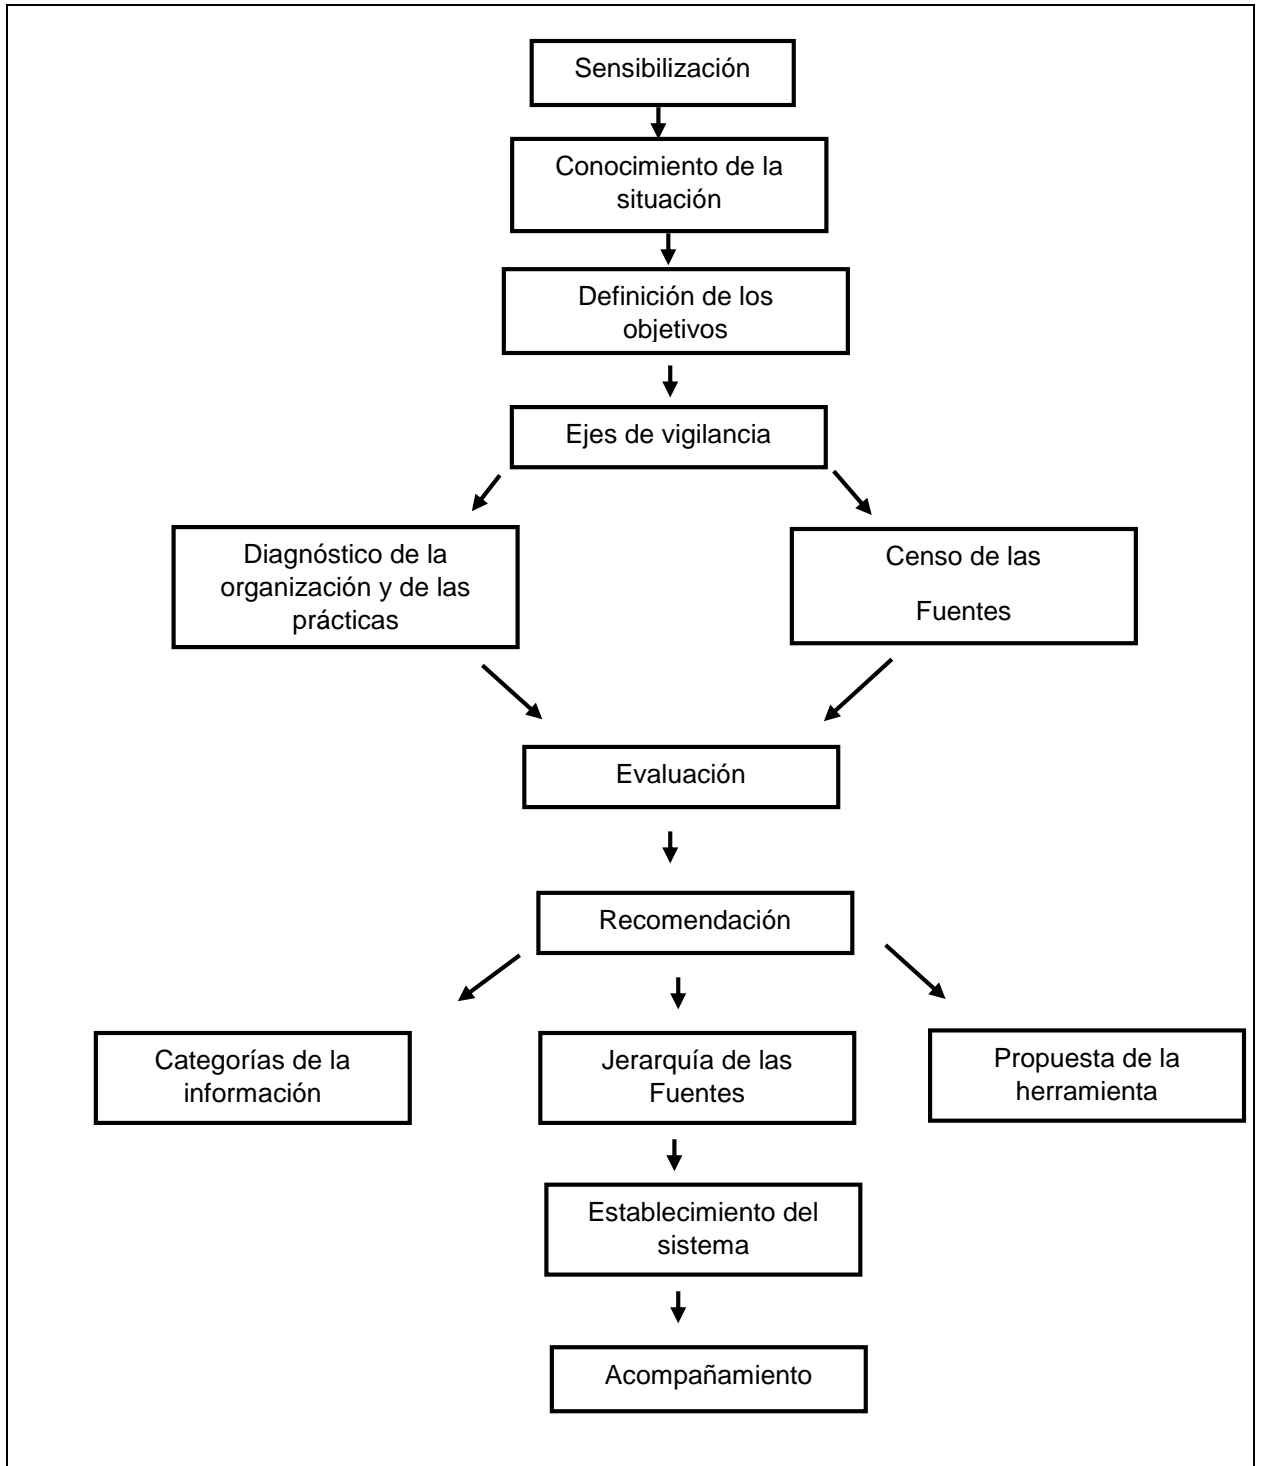 Sensibilización
Conocimiento de la
situación
Definición de los
objetivos
Ejes de vigilancia
Diagnóstico de la
organización y de las
prácticas
Censo de las
Fuentes
Evaluación
Recomendación
Categorías de la
información
Jerarquía de las
Fuentes
Propuesta de la
herramienta
Establecimiento del
sistema
Acompañamiento